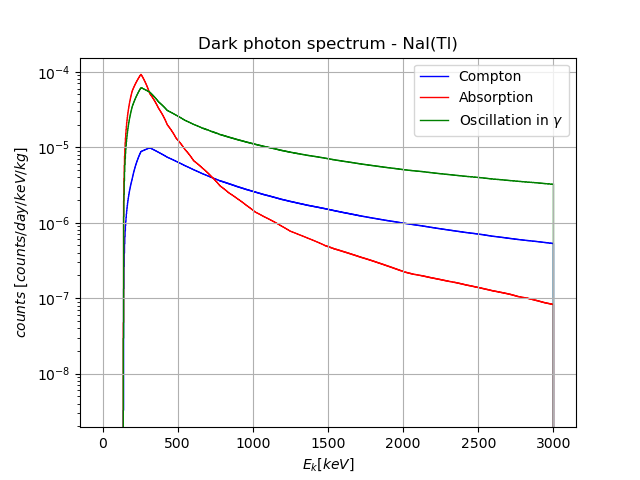 Dark photon spectrum - NaI(Tl)
Compton
Absorption
Oscillation in γ
10⁻⁴
10⁻⁵
10⁻⁶
10⁻⁷
10⁻⁸
counts [counts/day/keV/kg]
0 500 1000 1500 2000 2500 3000
Eₖ[keV]